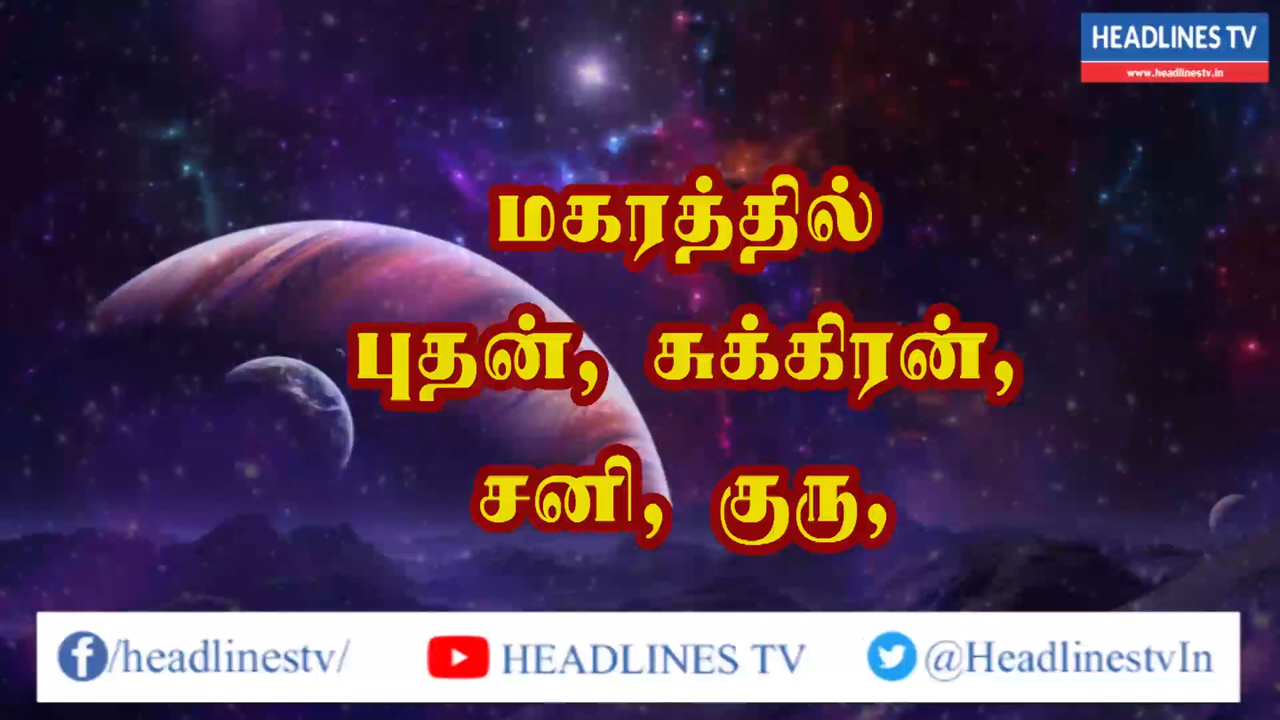 HEADLINES TV
www.headlinestv.in
மகரத்தில்
புதன், சுக்கிரன்,
சனி, குரு,
/headlinestv/ HEADLINES TV @HeadlinestvIn